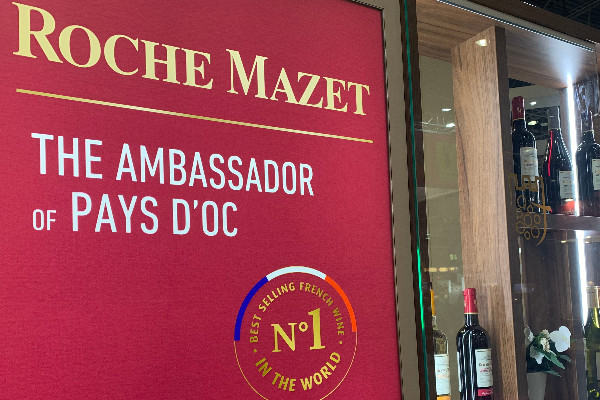 ROCHE MAZET
THE AMBASSADOR
OF PAYS D'OC
BEST SELLING FRENCH WINE
N°1
IN THE WORLD